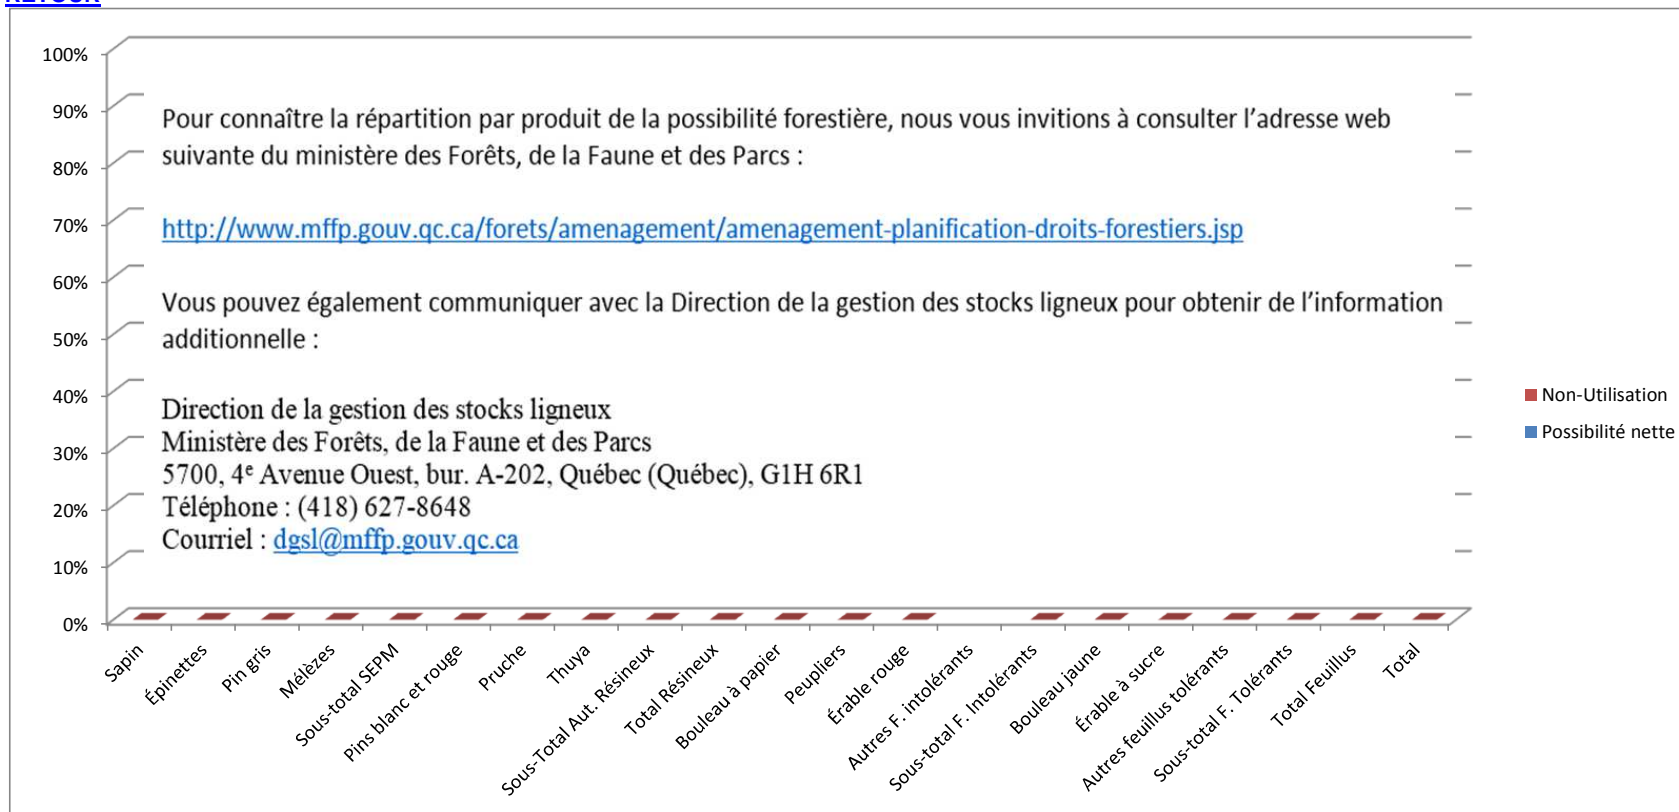 RETOUR
100%
90%
80%
70%
60%
50%
40%
30%
20%
10%
0%
Pour connaître la répartition par produit de la possibilité forestière, nous vous invitions à consulter l'adresse web
suivante du ministère des Forêts, de la Faune et des Parcs :
http://www.mffp.gouv.qc.ca/forets/amenagement/amenagement-planification-droits-forestiers.jsp
Vous pouvez également communiquer avec la Direction de la gestion des stocks ligneux pour obtenir de l'information
additionnelle :
Direction de la gestion des stocks ligneux
Ministère des Forêts, de la Faune et des Parcs
5700, 4e Avenue Ouest, bur. A-202, Québec (Québec), G1H 6R1
Téléphone : (418) 627-8648
Courriel : dgsl@mffp.gouv.qc.ca
Non-Utilisation
Possibilité nette
Sapin
Épinettes
Pin gris
Mélèzes
Sous-total SEPM
Pins blanc et rouge
Pruche
Thuya
Sous-Total Aut. Résineux
Total Résineux
Bouleau à papier
Peupliers
Érable rouge
Autres F. intolérants
Sous-total F. Intolérants
Bouleau jaune
Érable à sucre
Autres feuillus tolérants
Sous-total F. Tolérants
Total Feuillus
Total